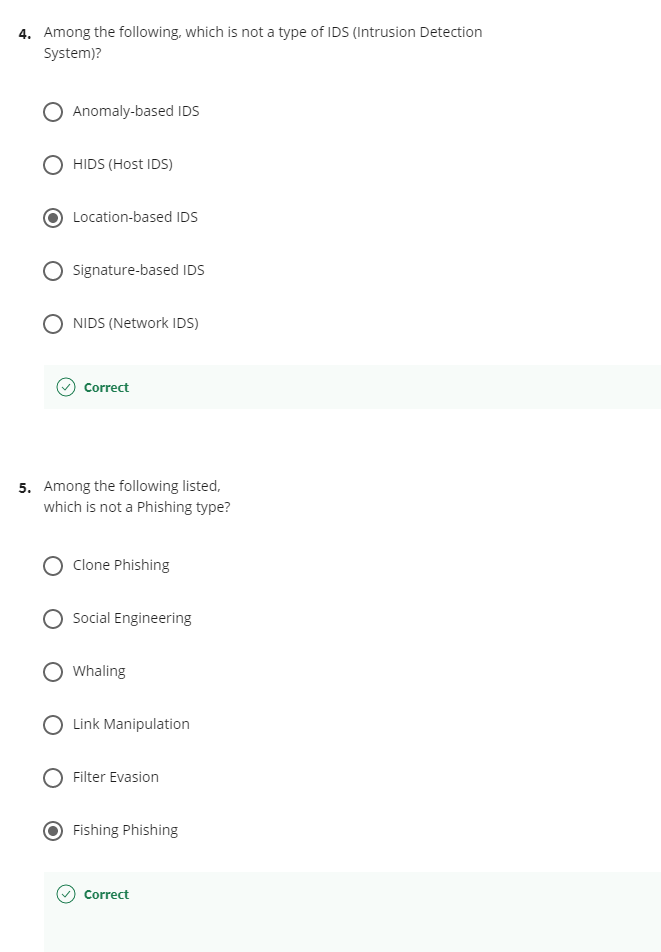 4. Among the following, which is not a type of IDS (Intrusion Detection
System)?
Anomaly-based IDS
HIDS (Host IDS)
Location-based IDS
Signature-based IDS
NIDS (Network IDS)
Correct
5. Among the following listed,
which is not a Phishing type?
Clone Phishing
Social Engineering
Whaling
Link Manipulation
Filter Evasion
Fishing Phishing
Correct